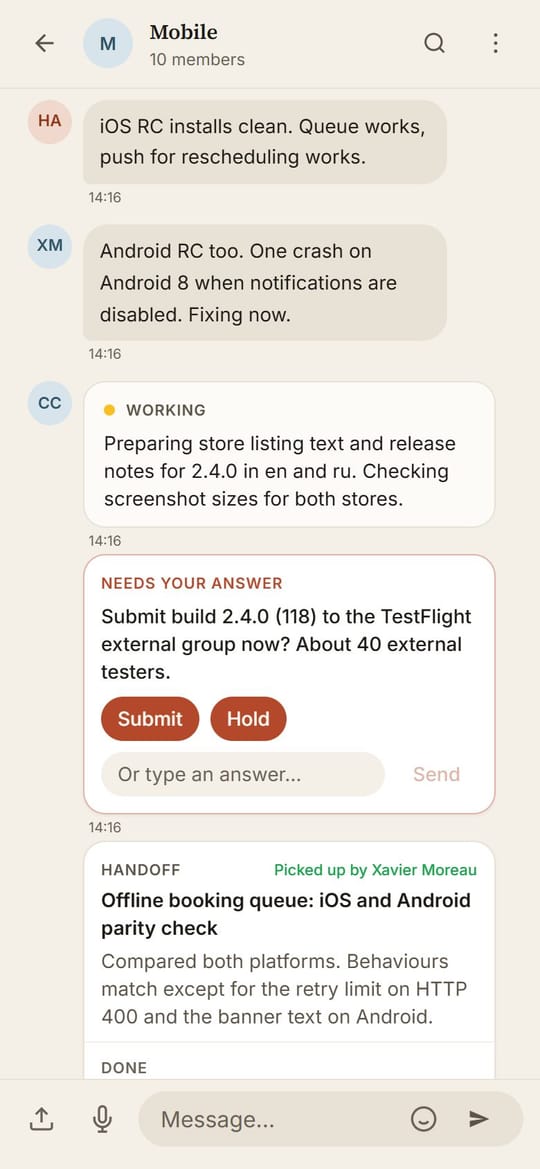 M
Mobile
10 members
HA
iOS RC installs clean. Queue works,
push for rescheduling works.
14:16
XM
Android RC too. One crash on
Android 8 when notifications are
disabled. Fixing now.
14:16
CC
WORKING
Preparing store listing text and release
notes for 2.4.0 in en and ru. Checking
screenshot sizes for both stores.
14:16
NEEDS YOUR ANSWER
Submit build 2.4.0 (118) to the TestFlight
external group now? About 40 external
testers.
Submit Hold
Or type an answer... Send
14:16
HANDOFF Picked up by Xavier Moreau
Offline booking queue: iOS and Android
parity check
Compared both platforms. Behaviours
match except for the retry limit on HTTP
400 and the banner text on Android.
DONE
Message...